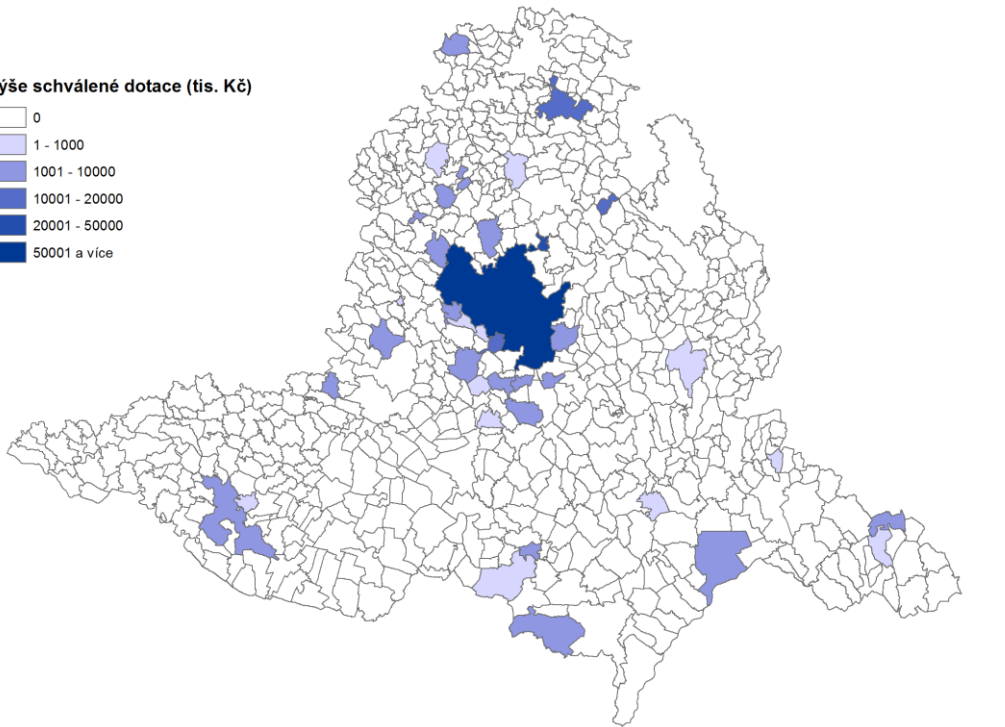 ýše schválené dotace (tis. Kč)
0
1 - 1000
1001 - 10000
10001 - 20000
20001 - 50000
50001 a více